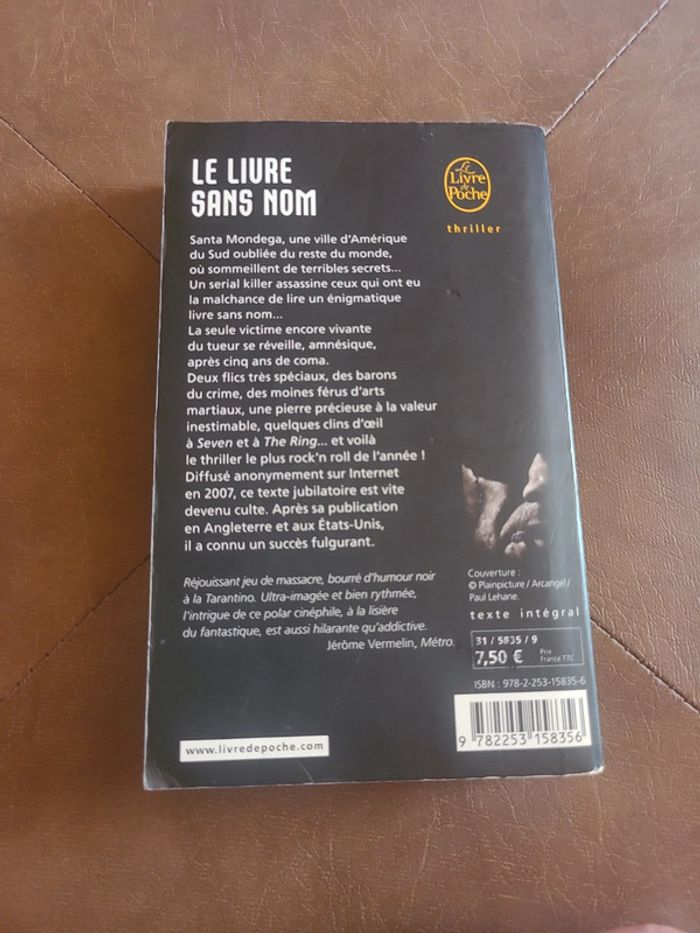 LE LIVRE
SANS NOM
Le
Livre
de
Poche
thriller
Santa Mondega, une ville d'Amérique
du Sud oubliée du reste du monde,
où sommeillent de terribles secrets...
Un serial killer assassine ceux qui ont eu
la malchance de lire un énigmatique
livre sans nom...
La seule victime encore vivante
du tueur se réveille, amnésique,
après cinq ans de coma.
Deux flics très spéciaux, des barons
du crime, des moines férus d'arts
martiaux, une pierre précieuse à la valeur
inestimable, quelques clins d'œil
à Seven et à The Ring... et voilà
le thriller le plus rock'n roll de l'année !
Diffusé anonymement sur Internet
en 2007, ce texte jubilatoire est vite
devenu culte. Après sa publication
en Angleterre et aux États-Unis,
il a connu un succès fulgurant.
Réjouissant jeu de massacre, bourré d'humour noir
à la Tarantino. Ultra-imagée et bien rythmée,
l'intrigue de ce polar cinéphile, à la lisière
du fantastique, est aussi hilarante qu'addictive.
Jérôme Vermelin, Métro.
Couverture :
© Plainpicture / Arcangel /
Paul Lehane.
texte intégral
31 / 5835 / 9
7,50 € Prix
France TTC
ISBN : 978-2-253-15835-6
9 782253 158356
www.livredepoche.com